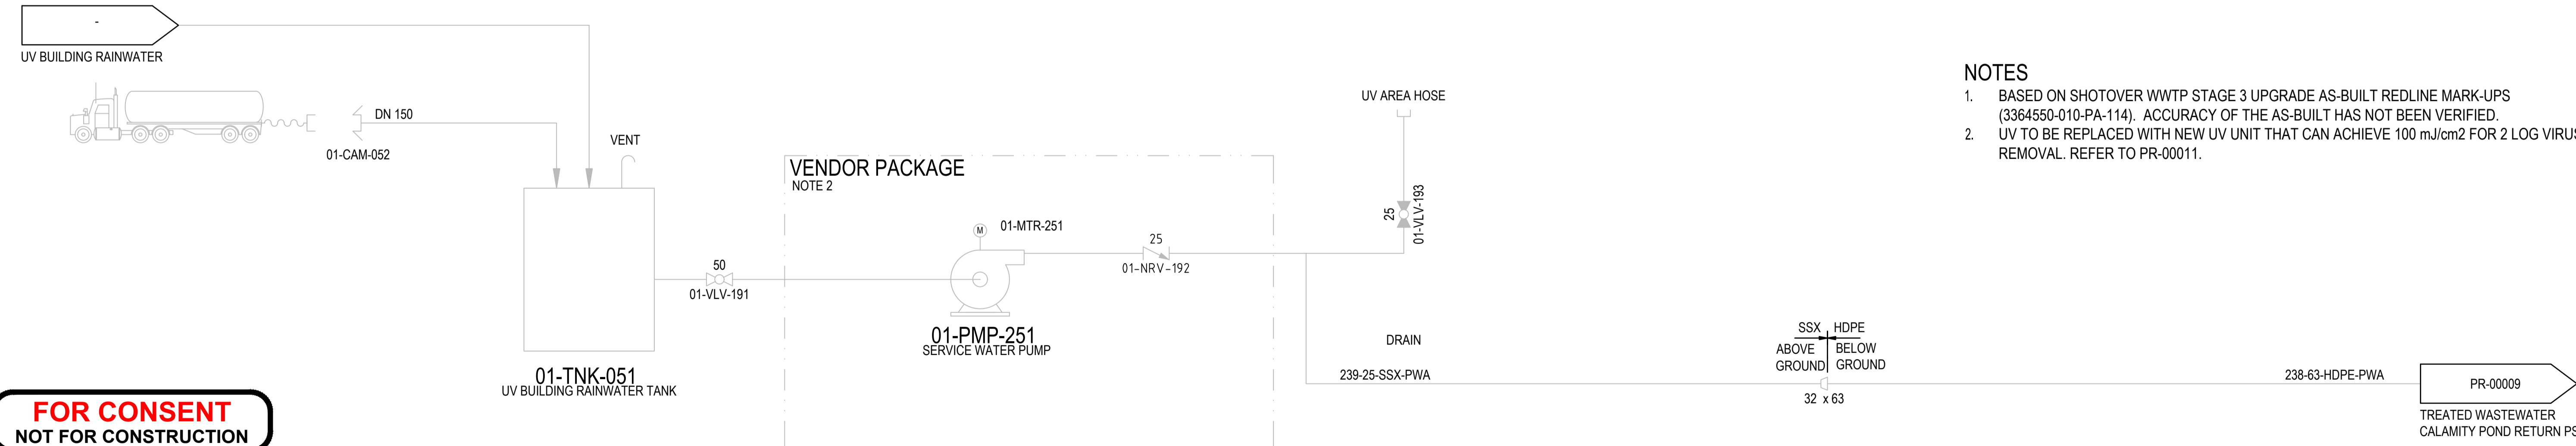 -
UV BUILDING RAINWATER
DN 150
01-CAM-052
VENT
01-TNK-051
UV BUILDING RAINWATER TANK
50
01-VLV-191
VENDOR PACKAGE
NOTE 2
M
01-MTR-251
01-PMP-251
SERVICE WATER PUMP
25
01-NRV-192
UV AREA HOSE
25
01-VLV-193
DRAIN
239-25-SSX-PWA
SSX HDPE
ABOVE BELOW
GROUND GROUND
32 x 63
238-63-HDPE-PWA
PR-00009
TREATED WASTEWATER
CALAMITY POND RETURN PS
NOTES
1. BASED ON SHOTOVER WWTP STAGE 3 UPGRADE AS-BUILT REDLINE MARK-UPS
(3364550-010-PA-114). ACCURACY OF THE AS-BUILT HAS NOT BEEN VERIFIED.
2. UV TO BE REPLACED WITH NEW UV UNIT THAT CAN ACHIEVE 100 mJ/cm2 FOR 2 LOG VIRUS
REMOVAL. REFER TO PR-00011.
FOR CONSENT
NOT FOR CONSTRUCTION